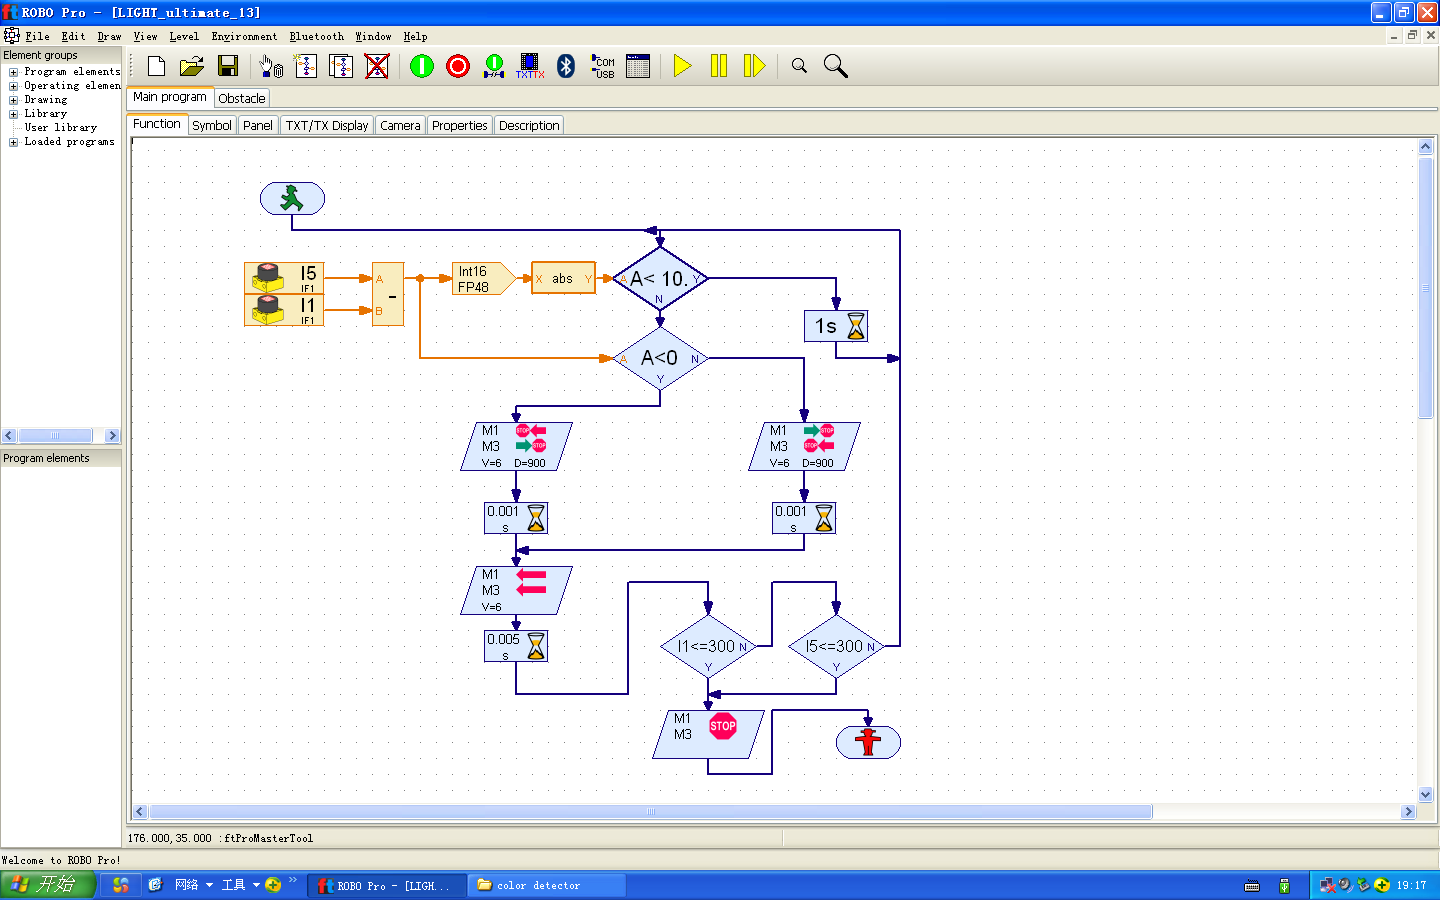 ROBO Pro - [LIGHT_ultimate_13]
File Edit Draw View Level Environment Bluetooth Window Help
Element groups
Program elements
Operating elemen
Drawing
Library
User library
Loaded programs
Program elements
TXT TX
COM
USB
Main program Obstacle
Function Symbol Panel TXT/TX Display Camera Properties Description
I5
IF1
I1
IF1
A
B
-
Int16
FP48
X abs Y
A A< 10. Y
N
1s
A A<0 N
Y
M1 STOP
M3 STOP
V=6 D=900
M1 STOP
M3 STOP
V=6 D=900
0.001
s
0.001
s
M1
M3
V=6
0.005
s
I1<=300 N
Y
I5<=300 N
Y
M1 STOP
M3
176.000,35.000 :ftProMasterTool
Welcome to ROBO Pro!
开始 网络 工具 ROBO Pro - [LIGH... color detector 19:17